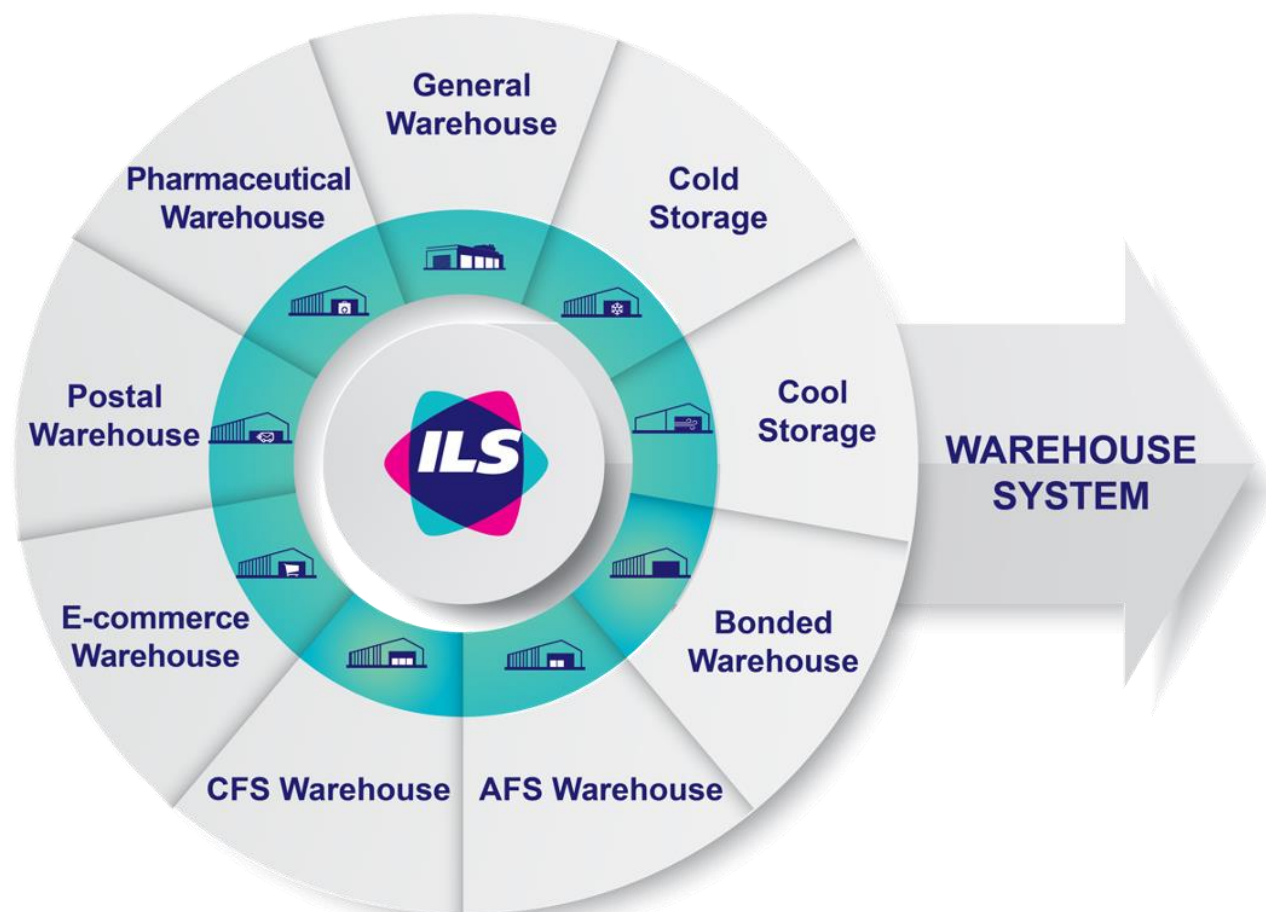 General
Warehouse
Cold
Storage
Cool
Storage
Bonded
Warehouse
AFS Warehouse
CFS Warehouse
E-commerce
Warehouse
Postal
Warehouse
Pharmaceutical
Warehouse
ILS
WAREHOUSE
SYSTEM